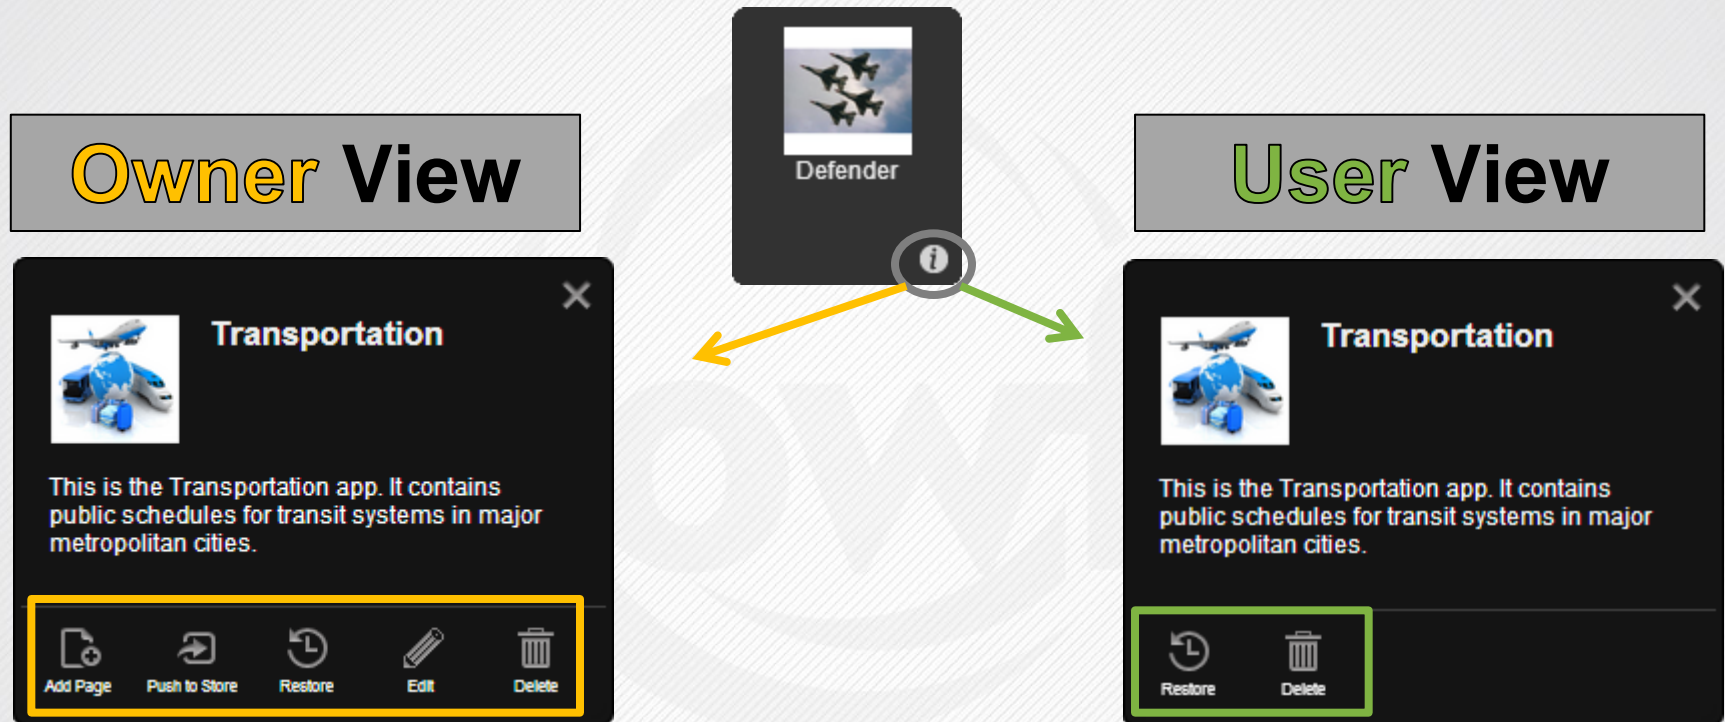 Defender
i
Owner View
User View
Transportation
This is the Transportation app. It contains
public schedules for transit systems in major
metropolitan cities.
Add Page
Push to Store
Restore
Edit
Delete
Transportation
This is the Transportation app. It contains
public schedules for transit systems in major
metropolitan cities.
Restore
Delete